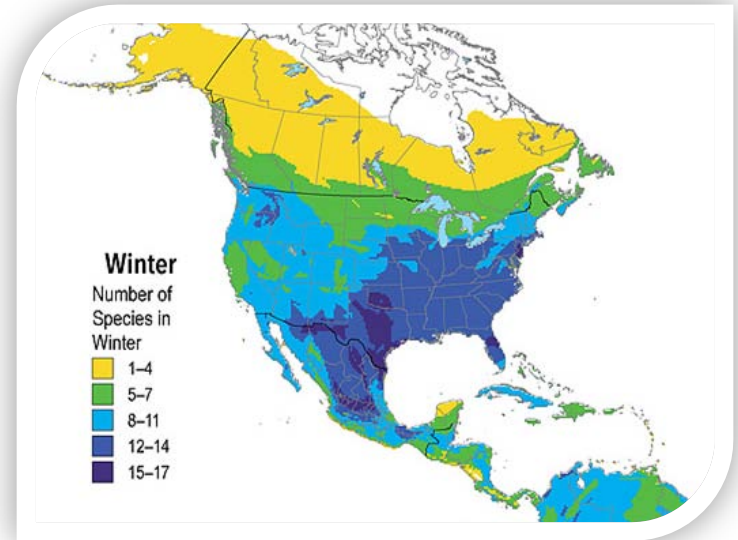 Winter
Number of
Species in
Winter
1–4
5–7
8–11
12–14
15–17